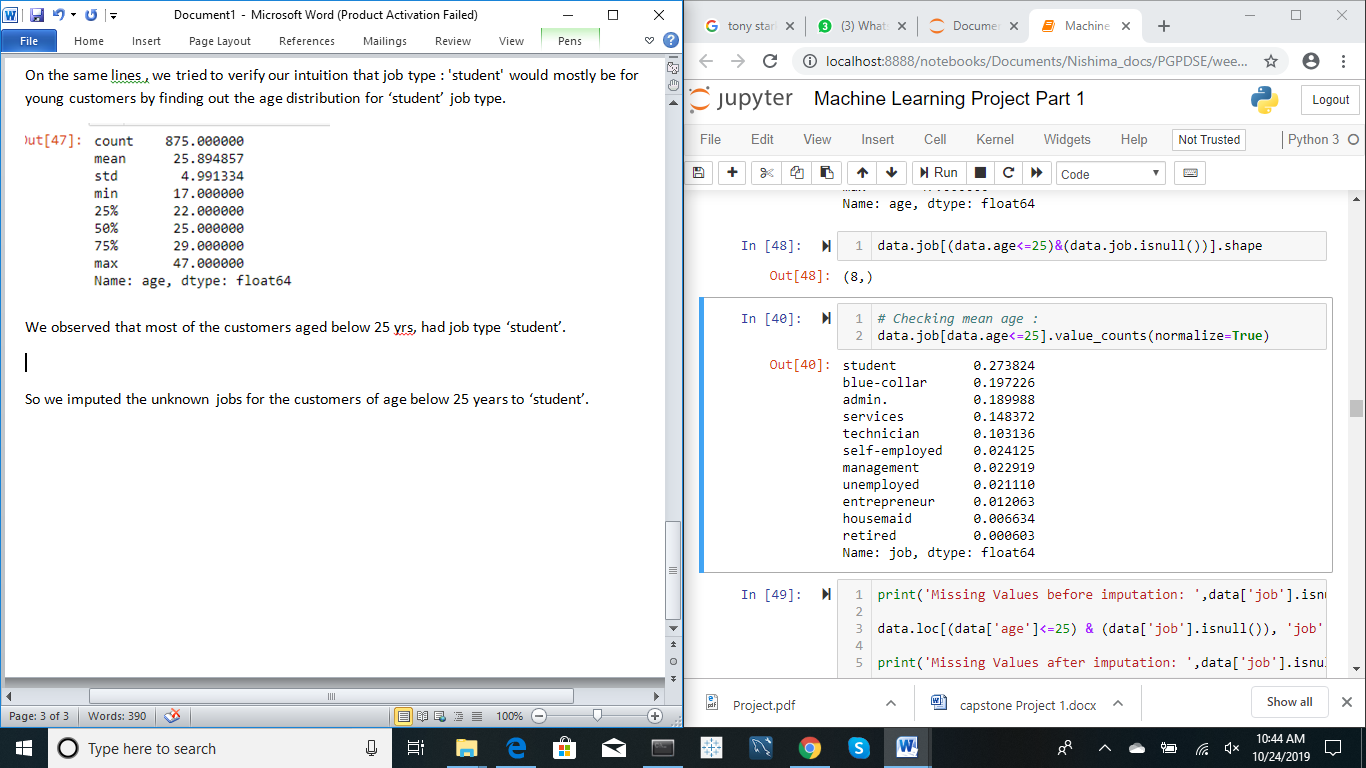 Document1 - Microsoft Word (Product Activation Failed)
File Home Insert Page Layout References Mailings Review View Pens
On the same lines , we tried to verify our intuition that job type : 'student' would mostly be for
young customers by finding out the age distribution for ‘student’ job type.
Out[47]: count 875.000000
mean 25.894857
std 4.991334
min 17.000000
25% 22.000000
50% 25.000000
75% 29.000000
max 47.000000
Name: age, dtype: float64
We observed that most of the customers aged below 25 yrs, had job type ‘student’.
So we imputed the unknown jobs for the customers of age below 25 years to ‘student’.
Page: 3 of 3 Words: 390 100%
tony star (3) What Docume Machine
localhost:8888/notebooks/Documents/Nishima_docs/PGPDSE/wee...
jupyter Machine Learning Project Part 1 Logout
File Edit View Insert Cell Kernel Widgets Help Not Trusted Python 3
Run Code
Name: age, dtype: float64
In [48]: 1 data.job[(data.age<=25)&(data.job.isnull())].shape
Out[48]: (8,)
In [40]: 1 # Checking mean age :
2 data.job[data.age<=25].value_counts(normalize=True)
Out[40]: student 0.273824
blue-collar 0.197226
admin. 0.189988
services 0.148372
technician 0.103136
self-employed 0.024125
management 0.022919
unemployed 0.021110
entrepreneur 0.012063
housemaid 0.006634
retired 0.000603
Name: job, dtype: float64
In [49]: 1 print('Missing Values before imputation: ',data['job'].isnu
2
3 data.loc[(data['age']<=25) & (data['job'].isnull()), 'job'
4
5 print('Missing Values after imputation: ',data['job'].isnu
Project.pdf capstone Project 1.docx Show all
Type here to search
10:44 AM
10/24/2019